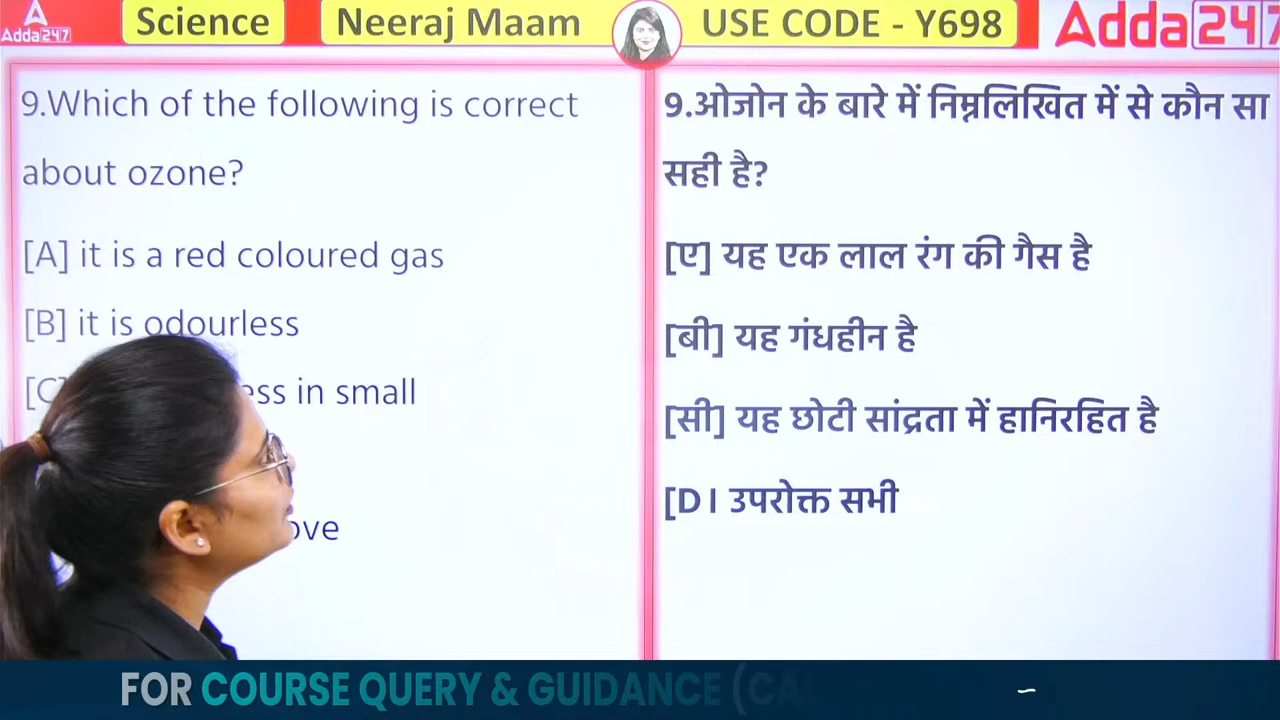 Adda247
Science
Neeraj Maam
USE CODE - Y698
Adda247
9.Which of the following is correct
about ozone?
[A] it is a red coloured gas
[B] it is odourless
in small
9.ओजोन के बारे में निम्नलिखित में से कौन सा
सही है?
[ए] यह एक लाल रंग की गैस है
[बी] यह गंधहीन है
[सी] यह छोटी सांद्रता में हानिरहित है
[D I उपरोक्त सभी
FOR COURSE QUERY & GUIDANCE